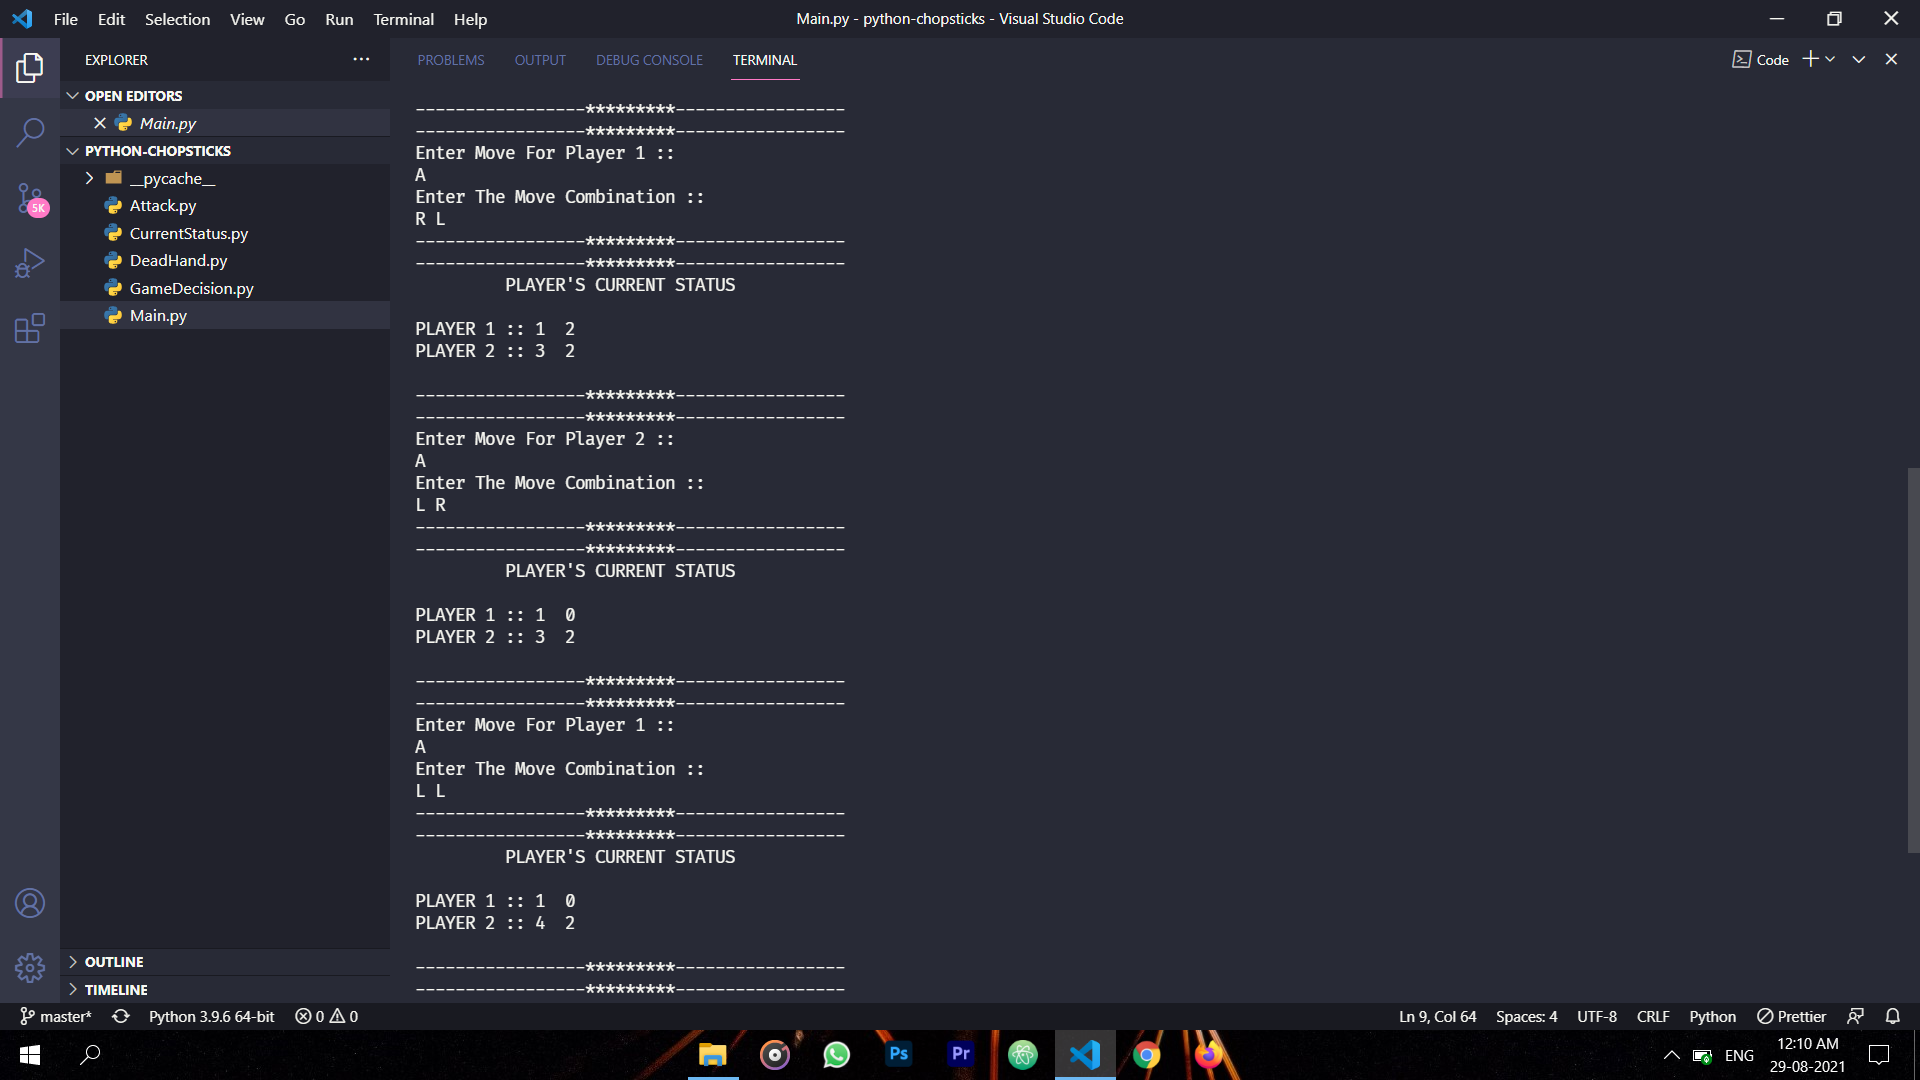 File Edit Selection View Go Run Terminal Help
Main.py - python-chopsticks - Visual Studio Code
EXPLORER
OPEN EDITORS
Main.py
PYTHON-CHOPSTICKS
__pycache__
Attack.py
CurrentStatus.py
DeadHand.py
GameDecision.py
Main.py
OUTLINE
TIMELINE
5K
PROBLEMS OUTPUT DEBUG CONSOLE TERMINAL
Code
-----------------*********-----------------
-----------------*********-----------------
Enter Move For Player 1 ::
A
Enter The Move Combination ::
R L
-----------------*********-----------------
-----------------*********-----------------
PLAYER'S CURRENT STATUS
PLAYER 1 :: 1  2
PLAYER 2 :: 3  2
-----------------*********-----------------
-----------------*********-----------------
Enter Move For Player 2 ::
A
Enter The Move Combination ::
L R
-----------------*********-----------------
-----------------*********-----------------
PLAYER'S CURRENT STATUS
PLAYER 1 :: 1  0
PLAYER 2 :: 3  2
-----------------*********-----------------
-----------------*********-----------------
Enter Move For Player 1 ::
A
Enter The Move Combination ::
L L
-----------------*********-----------------
-----------------*********-----------------
PLAYER'S CURRENT STATUS
PLAYER 1 :: 1  0
PLAYER 2 :: 4  2
-----------------*********-----------------
-----------------*********-----------------
master* Python 3.9.6 64-bit 0 0
Ln 9, Col 64 Spaces: 4 UTF-8 CRLF Python Prettier
Ps Pr
ENG
12:10 AM
29-08-2021